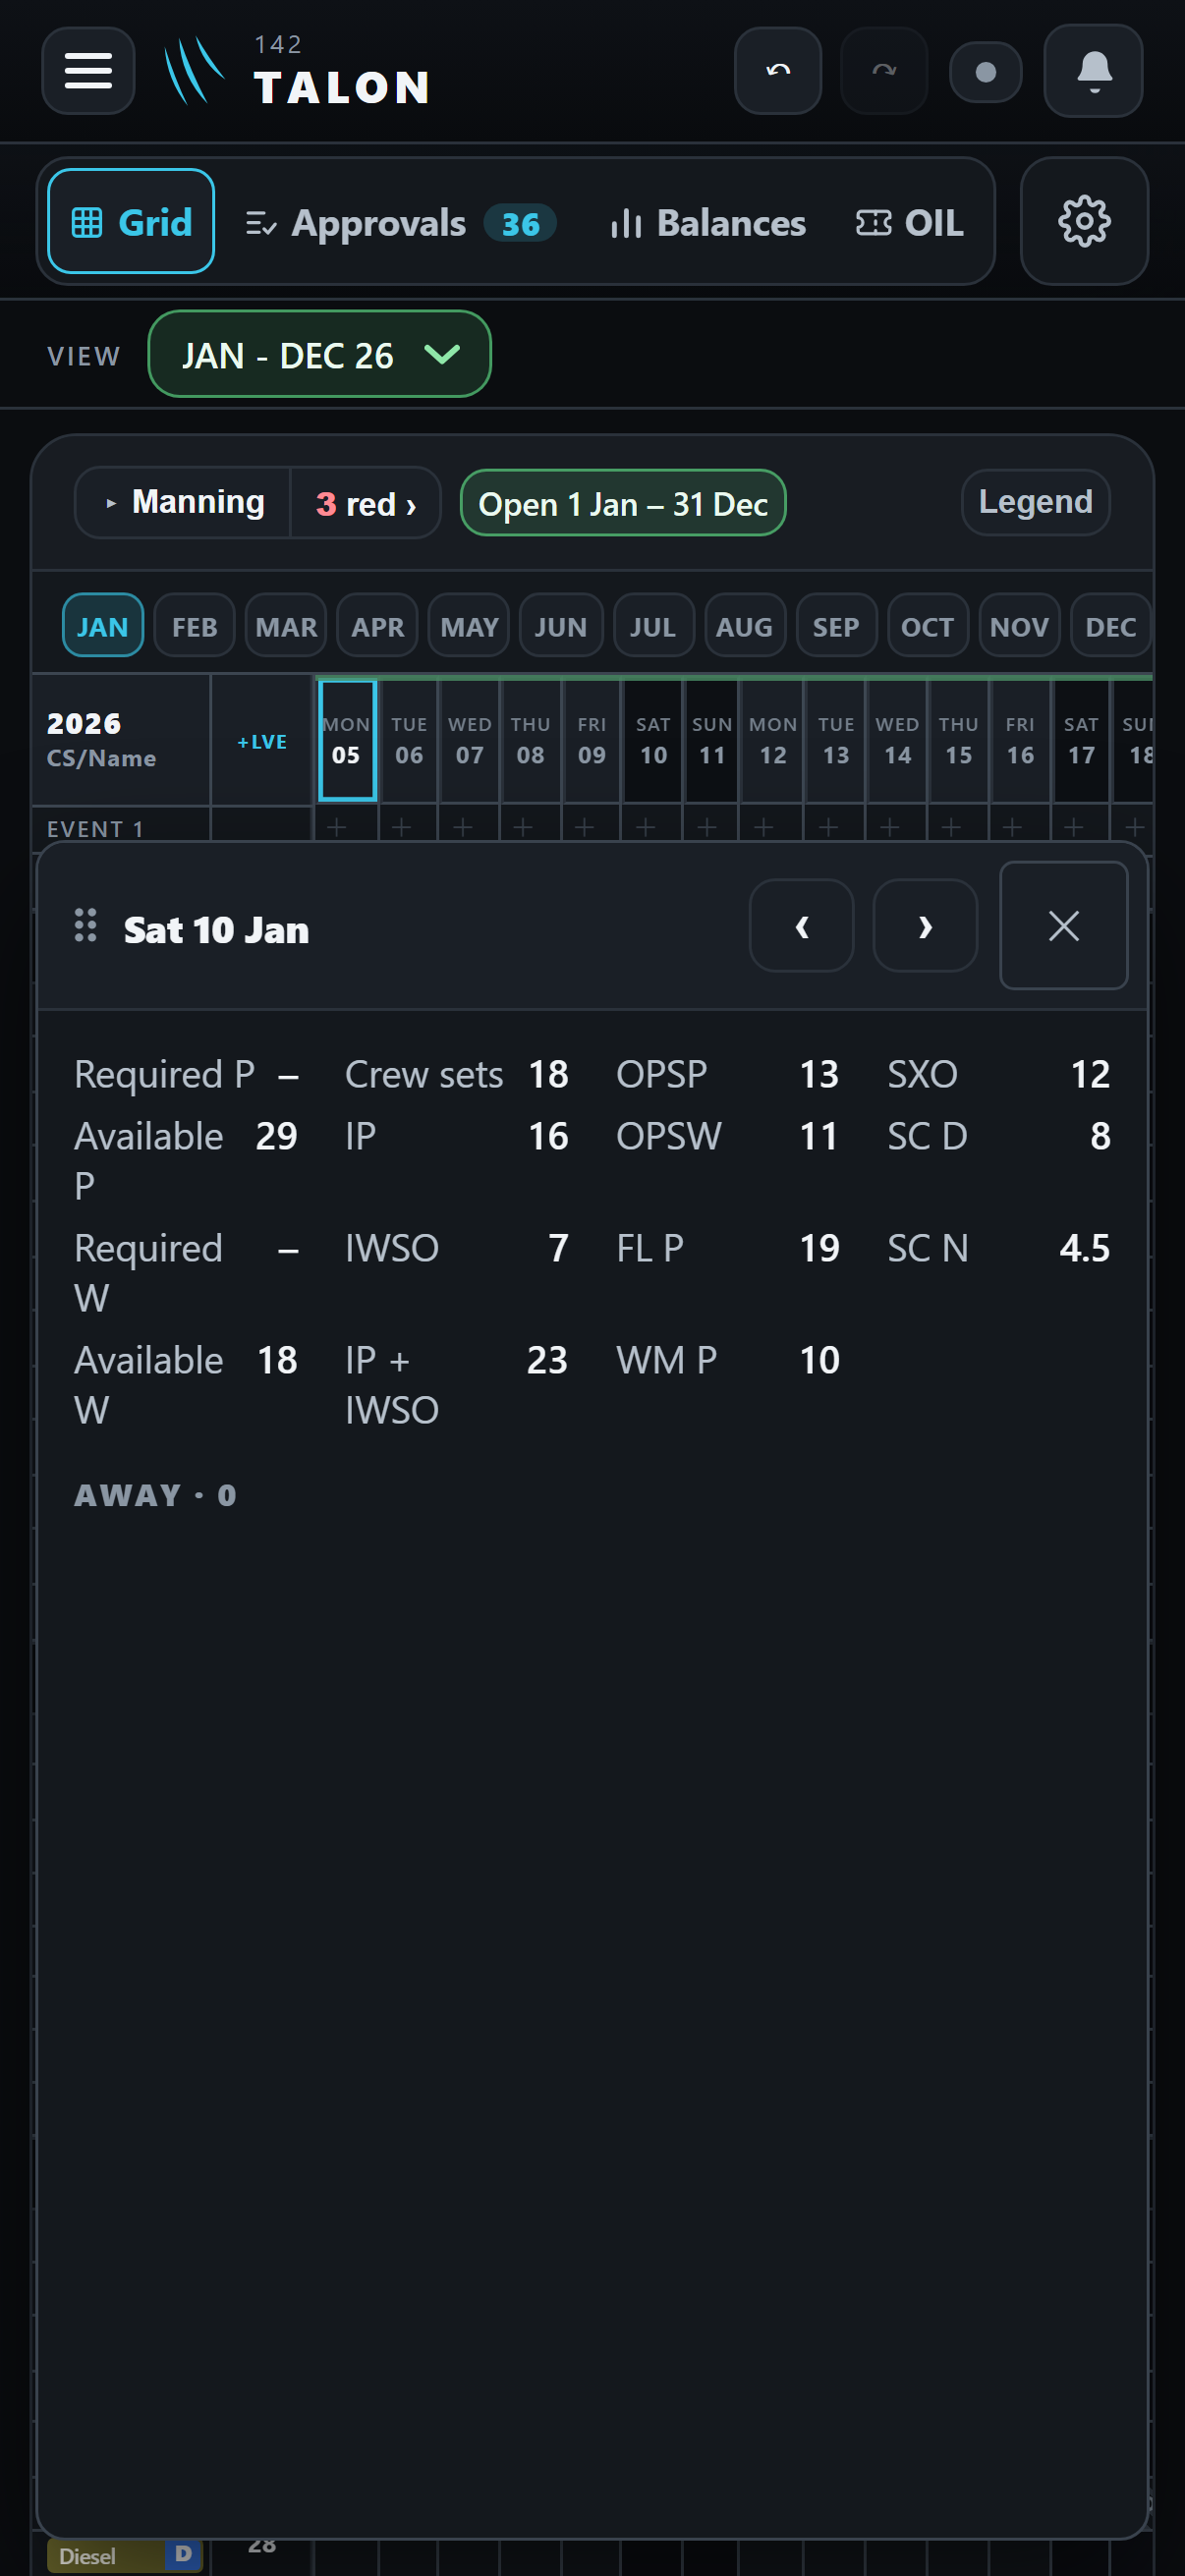 142
TALON
Grid
Approvals 36
Balances
OIL
VIEW
JAN - DEC 26
▸ Manning
3 red ›
Open 1 Jan – 31 Dec
Legend
JAN FEB MAR APR MAY JUN JUL AUG SEP OCT NOV DEC
2026
CS/Name
+LVE
MON TUE WED THU FRI SAT SUN MON TUE WED THU FRI SAT SUN
05 06 07 08 09 10 11 12 13 14 15 16 17 18
EVENT 1 + + + + + + + + + + + + + +
Sat 10 Jan
‹ ›
Required P – Crew sets 18 OPSP 13 SXO 12
Available P 29 IP 16 OPSW 11 SC D 8
Required W – IWSO 7 FL P 19 SC N 4.5
Available W 18 IP + IWSO 23 WM P 10
AWAY · 0
Diesel D 28